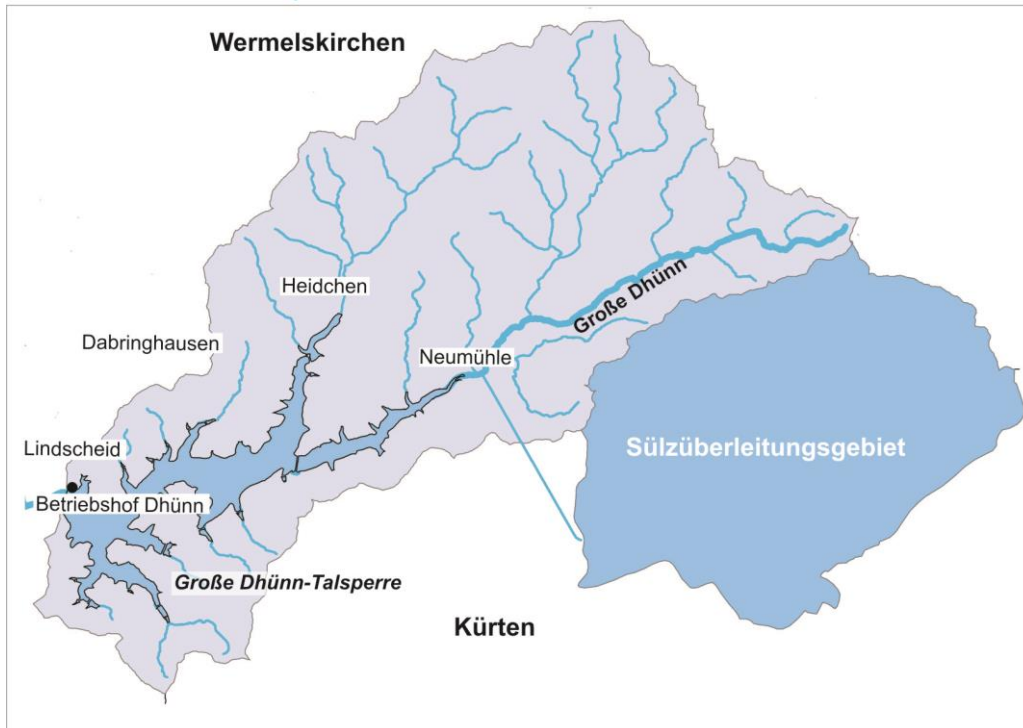 Wermelskirchen
Heidchen
Große Dhünn
Dabringhausen
Neumühle
Lindscheid
Sülzüberleitungsgebiet
Betriebshof Dhünn
Große Dhünn-Talsperre
Kürten